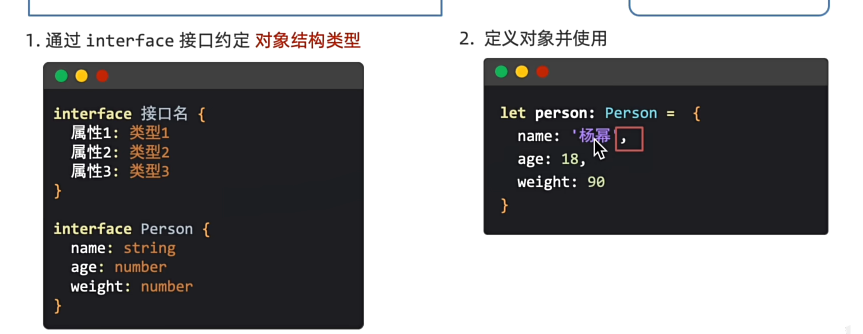 1. 通过 interface 接口约定 对象结构类型
interface 接口名 {
属性1: 类型1
属性2: 类型2
属性3: 类型3
}
interface Person {
name: string
age: number
weight: number
}
2. 定义对象并使用
let person: Person = {
name: '杨幂',
age: 18,
weight: 90
}